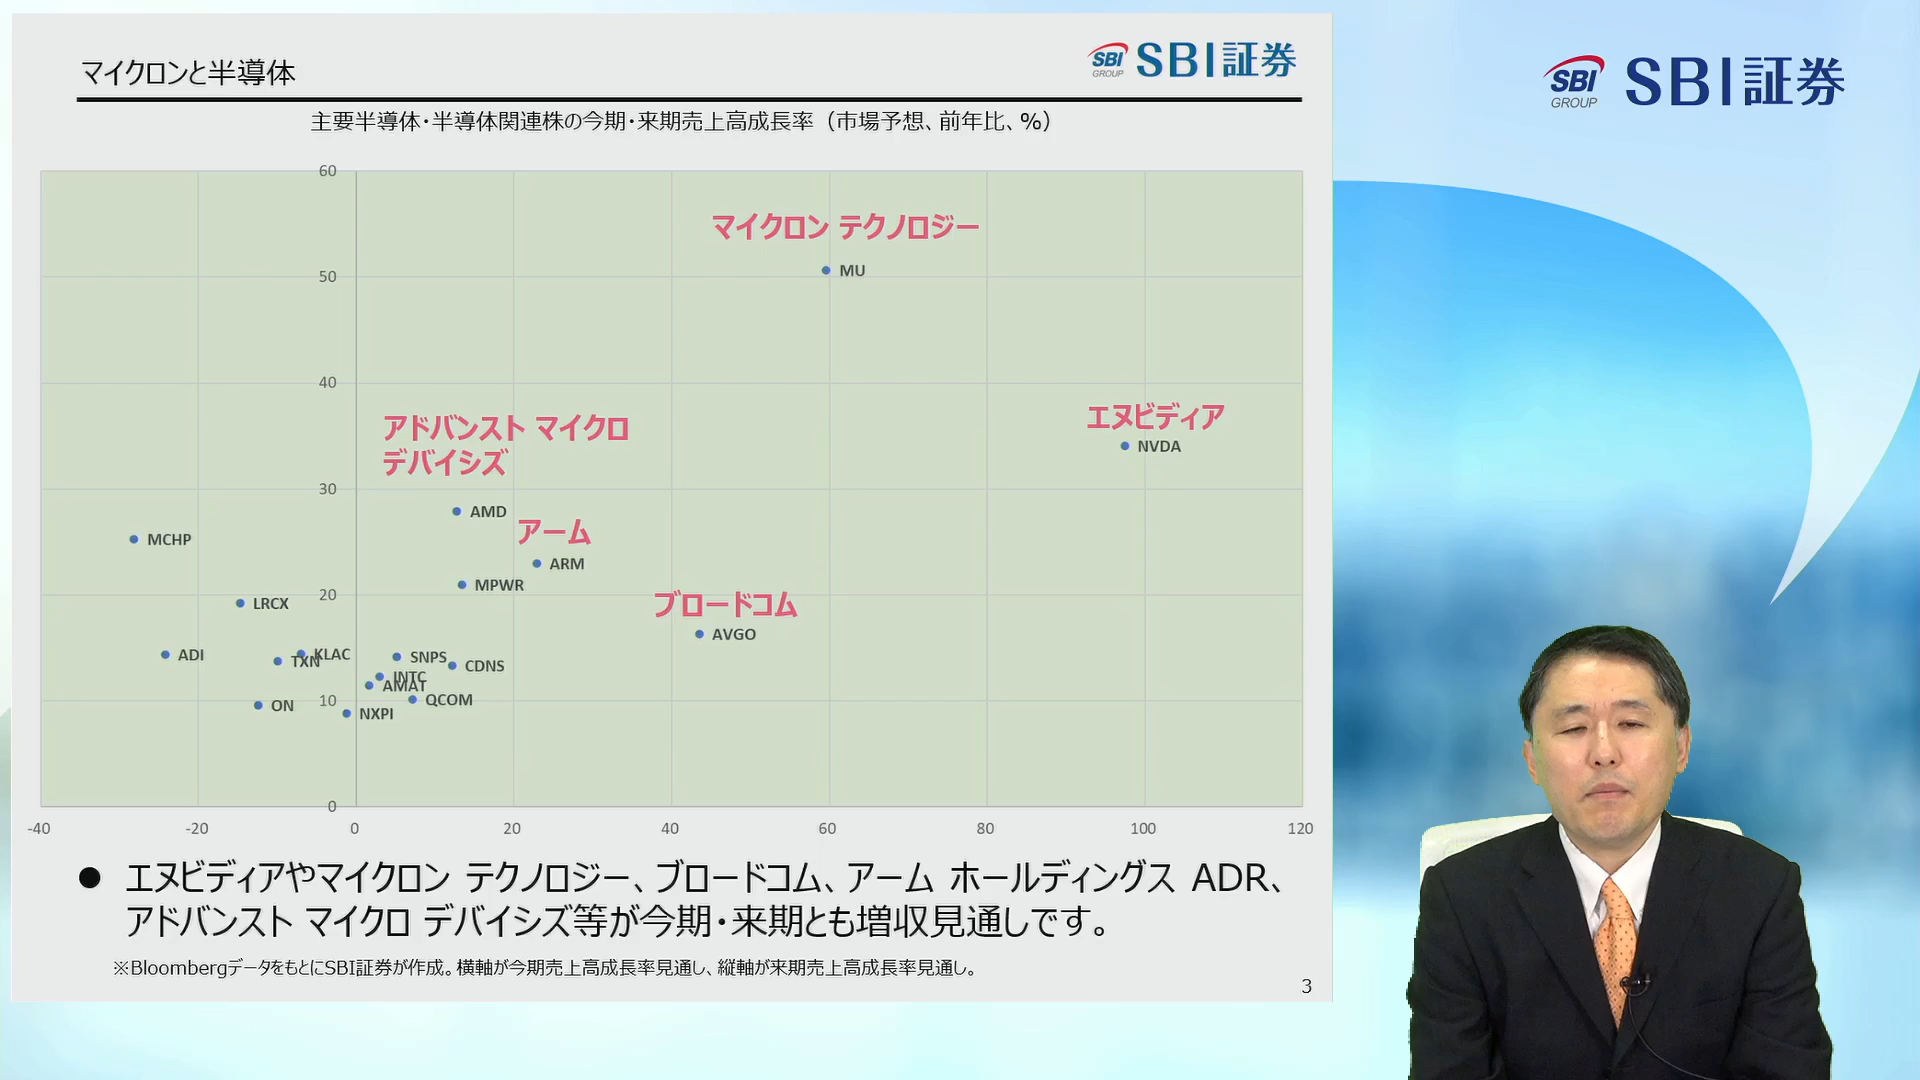 マイクロンと半導体
SBI
GROUP
SBI証券
SBI
GROUP
SBI証券
主要半導体・半導体関連株の今期・来期売上高成長率（市場予想、前年比、%）
60
50
40
30
20
10
0
マイクロン テクノロジー
MU
エヌビディア
NVDA
アドバンスト マイクロ
デバイシズ
AMD
アーム
ARM
MCHP
MPWR
LRCX
ブロードコム
AVGO
ADI
TXN
KLAC
SNPS
CDNS
INTC
AMAT
QCOM
ON
NXPI
-40
-20
0
20
40
60
80
100
120
● エヌビディアやマイクロン テクノロジー、ブロードコム、アーム ホールディングス ADR、
アドバンスト マイクロ デバイシズ等が今期・来期とも増収見通しです。
※BloombergデータをもとにSBI証券が作成。横軸が今期売上高成長率見通し、縦軸が来期売上高成長率見通し。
3